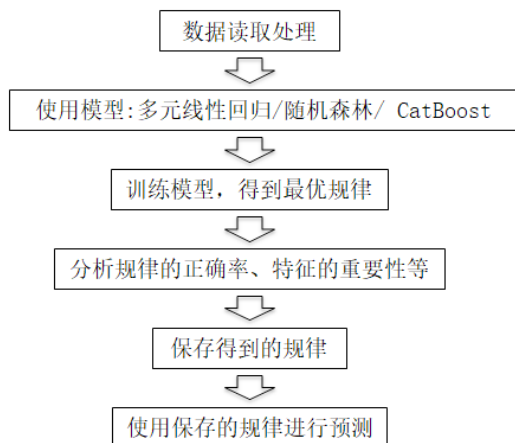 数据读取处理
使用模型:多元线性回归/随机森林/ CatBoost
训练模型，得到最优规律
分析规律的正确率、特征的重要性等
保存得到的规律
使用保存的规律进行预测